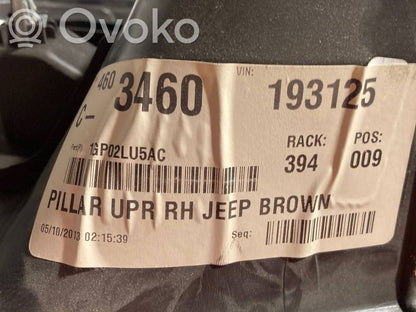 Ovoko
460
3460
VIN:
193125
C-
Part(P)
1GP02LU5AC
RACK:
POS:
394
009
PILLAR UPR RH JEEP BROWN
05/10/2013 02:15:39
Seq: